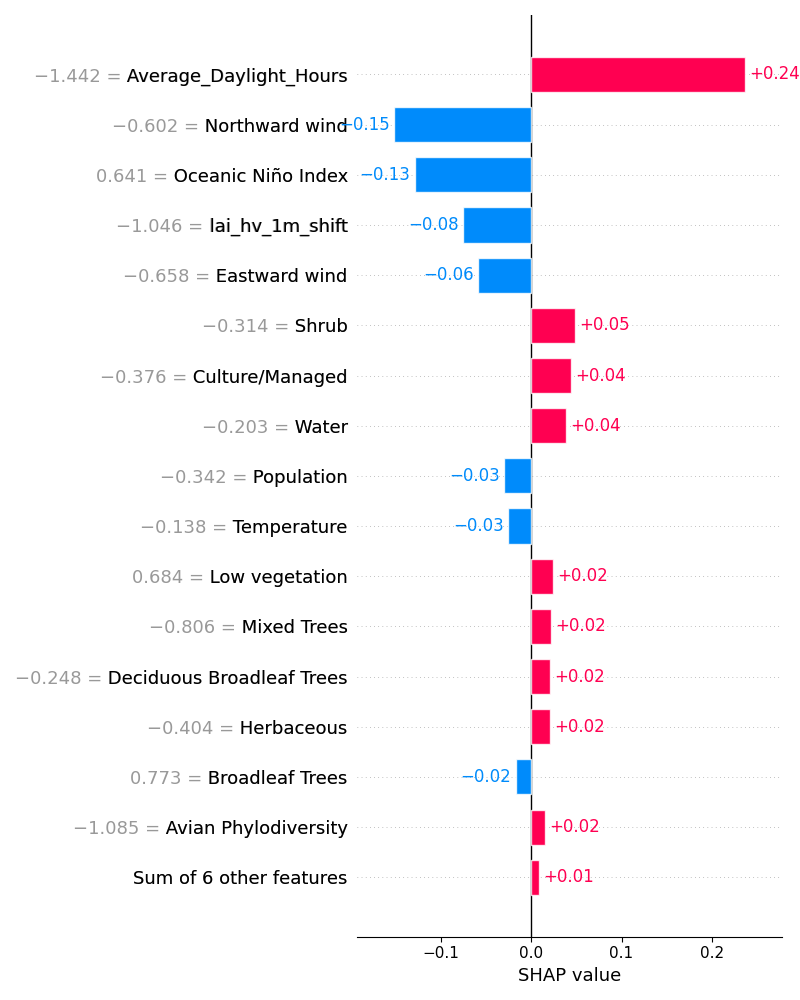 −1.442 = Average_Daylight_Hours +0.24
−0.602 = Northward wind −0.15
0.641 = Oceanic Niño Index −0.13
−1.046 = lai_hv_1m_shift −0.08
−0.658 = Eastward wind −0.06
−0.314 = Shrub +0.05
−0.376 = Culture/Managed +0.04
−0.203 = Water +0.04
−0.342 = Population −0.03
−0.138 = Temperature −0.03
0.684 = Low vegetation +0.02
−0.806 = Mixed Trees +0.02
−0.248 = Deciduous Broadleaf Trees +0.02
−0.404 = Herbaceous +0.02
0.773 = Broadleaf Trees −0.02
−1.085 = Avian Phylodiversity +0.02
Sum of 6 other features +0.01
−0.1 0.0 0.1 0.2
SHAP value